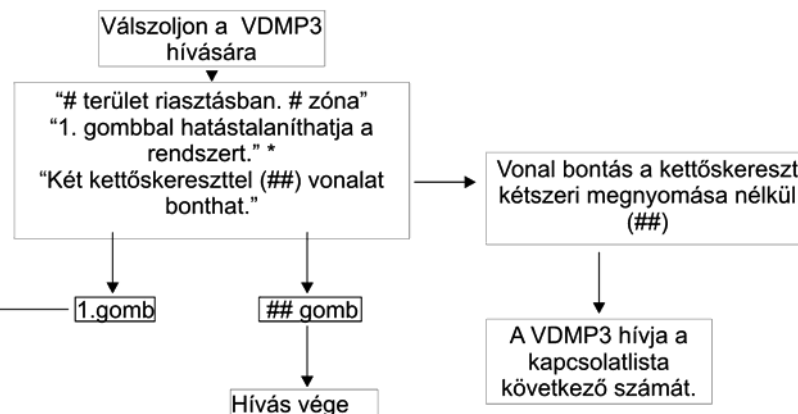 Válszoljon a VDMP3
hívására
“# terület riasztásban. # zóna”
“1. gombbal hatástalaníthatja a
rendszert.” *
“Két kettőskereszttel (##) vonalat
bonthat.”
Vonal bontás a kettőskereszt
kétszeri megnyomása nélkül
(##)
1.gomb
## gomb
A VDMP3 hívja a
kapcsolatlista
következő számát.
Hívás vége